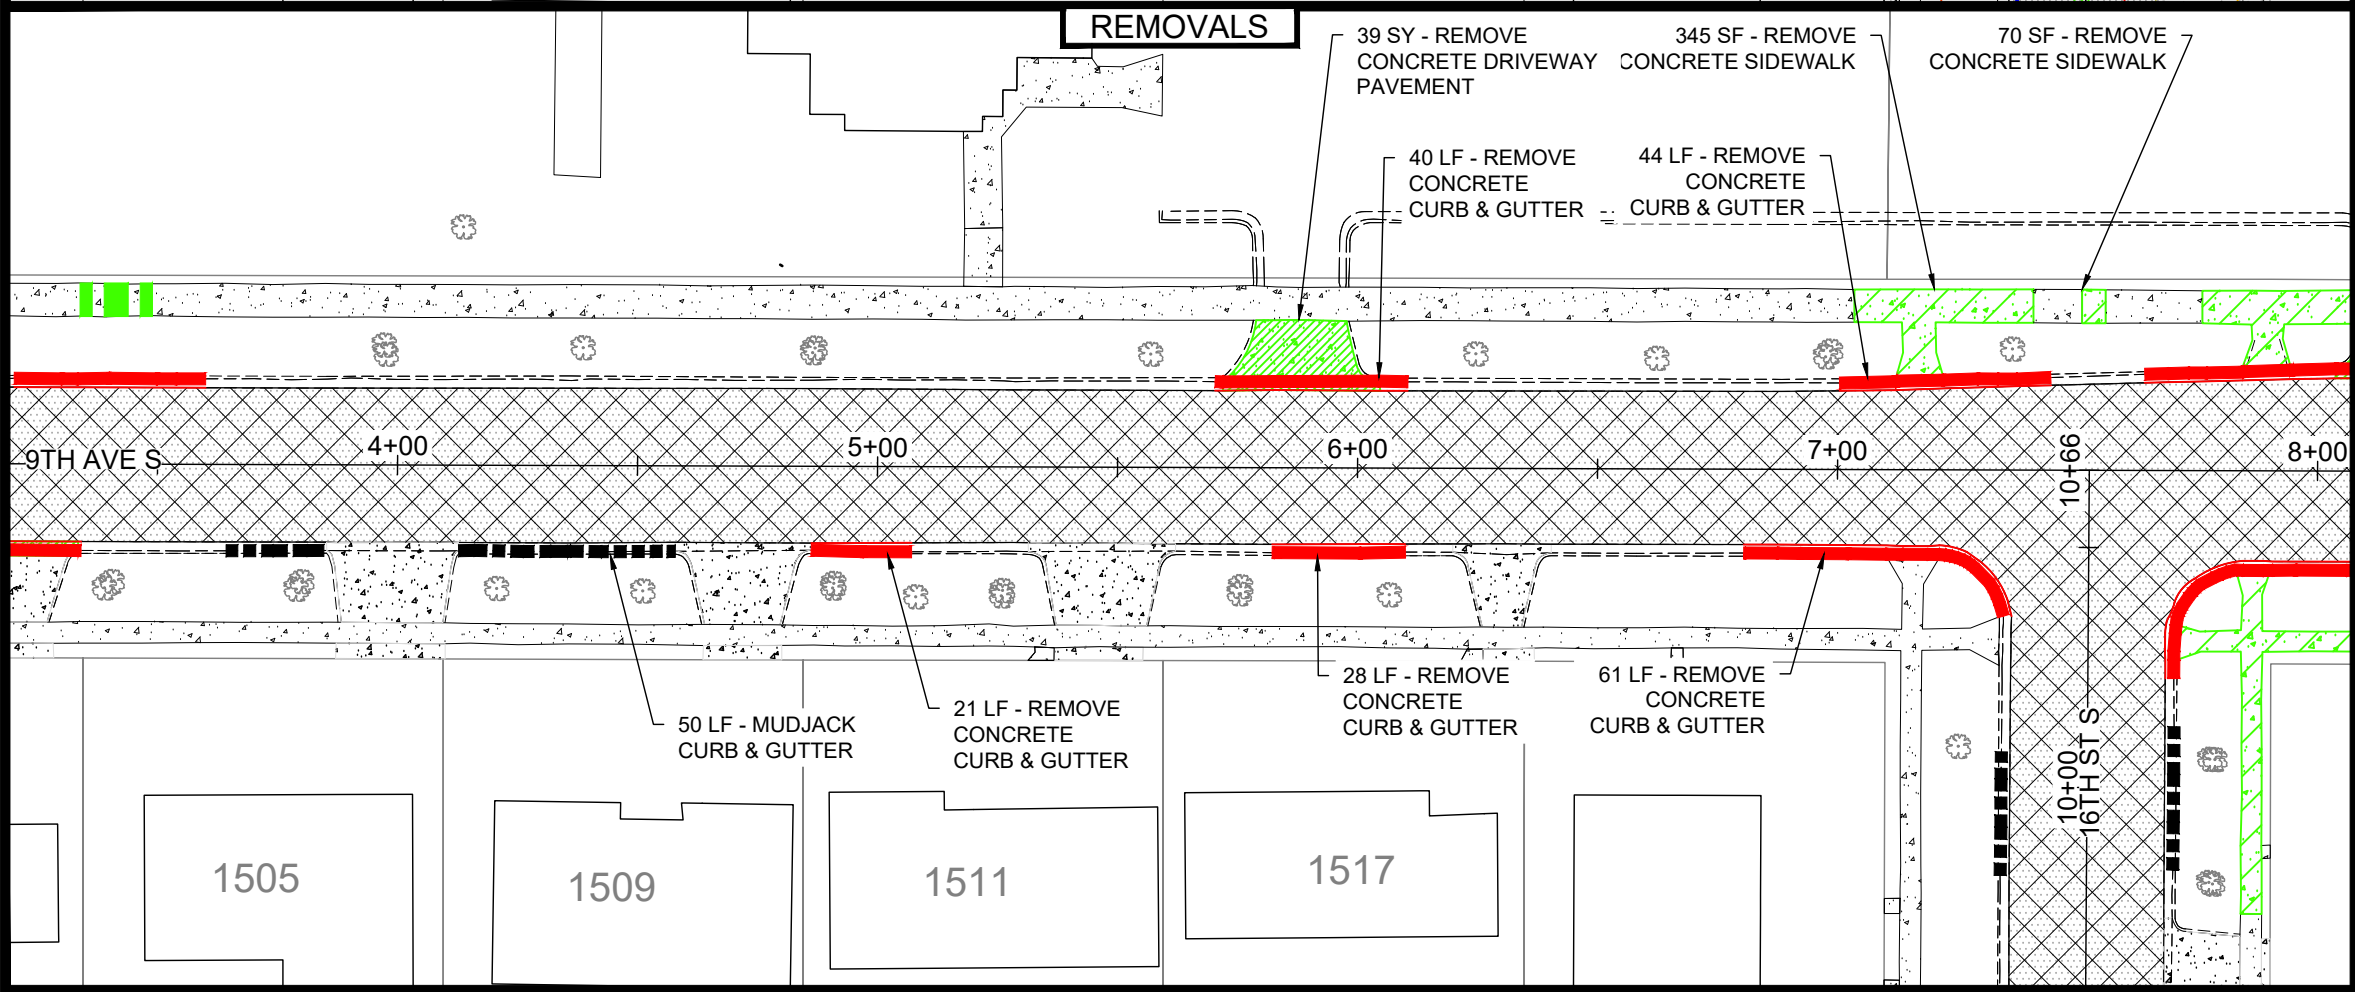 REMOVALS
39 SY - REMOVE
CONCRETE DRIVEWAY
PAVEMENT
345 SF - REMOVE
CONCRETE SIDEWALK
70 SF - REMOVE
CONCRETE SIDEWALK
40 LF - REMOVE
CONCRETE
CURB & GUTTER
44 LF - REMOVE
CONCRETE
CURB & GUTTER
9TH AVE S
4+00
5+00
6+00
7+00
8+00
10+66
10+00
16TH ST S
50 LF - MUDJACK
CURB & GUTTER
21 LF - REMOVE
CONCRETE
CURB & GUTTER
28 LF - REMOVE
CONCRETE
CURB & GUTTER
61 LF - REMOVE
CONCRETE
CURB & GUTTER
1505
1509
1511
1517